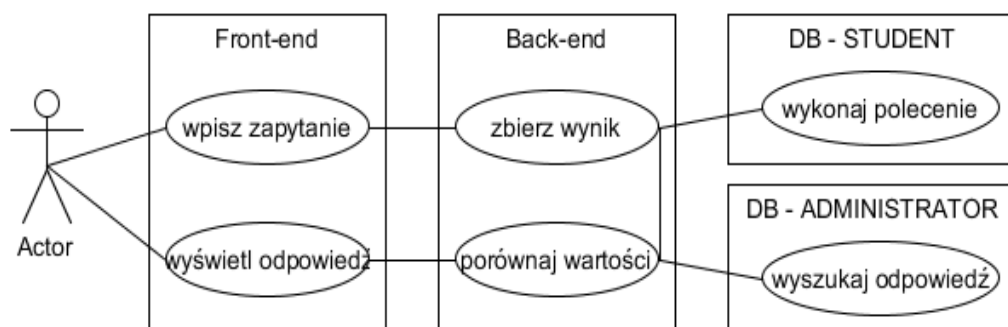 Front-end
Back-end
DB - STUDENT
wpisz zapytanie
zbierz wynik
wykonaj polecenie
DB - ADMINISTRATOR
Actor
wyświetl odpowiedź
porównaj wartości
wyszukaj odpowiedź